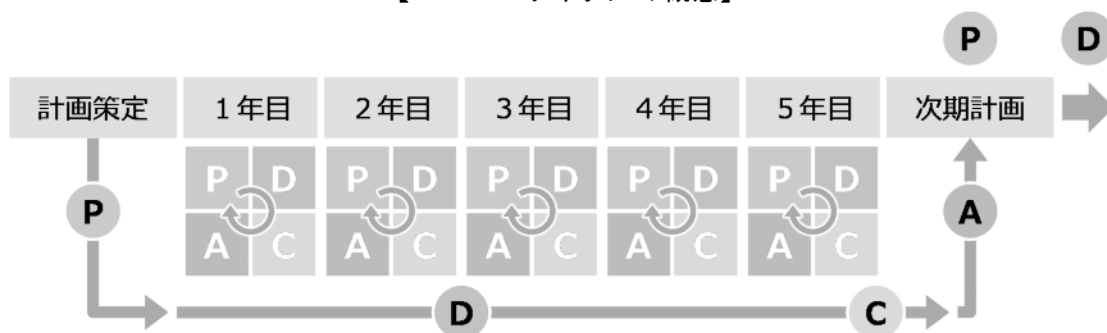 P D
計画策定 1年目 2年目 3年目 4年目 5年目 次期計画
P D P D P D P D P D
P A
A C A C A C A C A C
D C